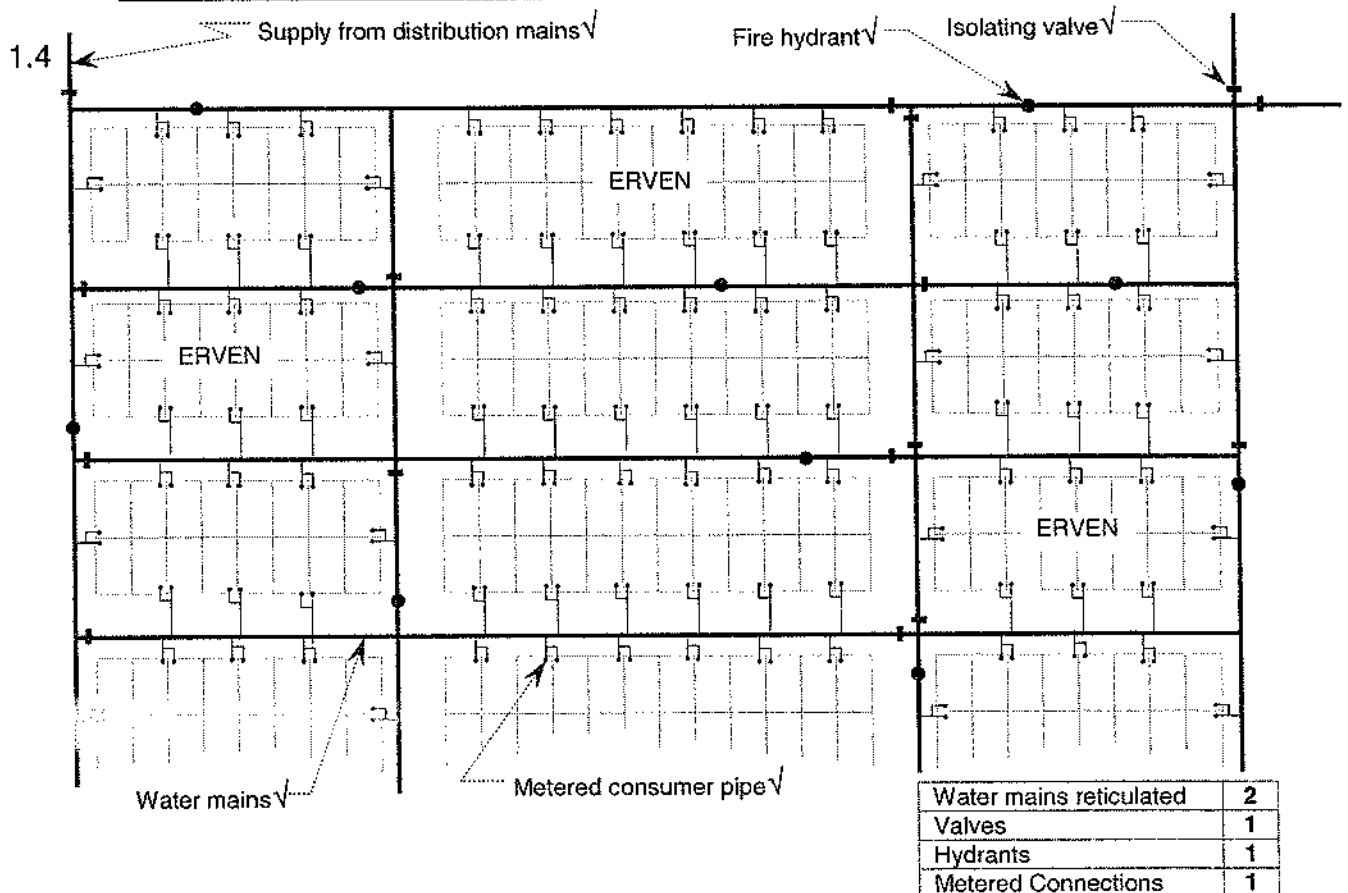 Supply from distribution mains√
Fire hydrant√
Isolating valve√
1.4
ERVEN
ERVEN
ERVEN
Water mains√
Metered consumer pipe√
Water mains reticulated 2
Valves 1
Hydrants 1
Metered Connections 1